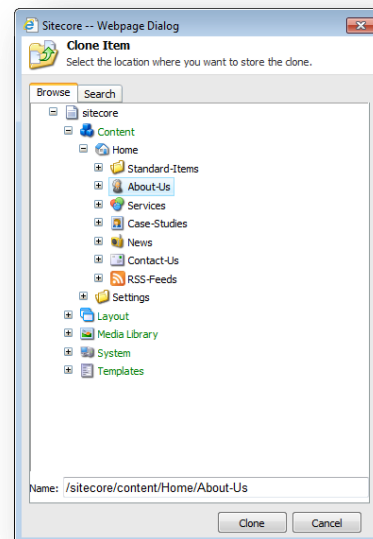 Sitecore -- Webpage Dialog
Clone Item
Select the location where you want to store the clone.
Browse Search
sitecore
Content
Home
Standard-Items
About-Us
Services
Case-Studies
News
Contact-Us
RSS-Feeds
Settings
Layout
Media Library
System
Templates
Name: /sitecore/content/Home/About-Us
Clone Cancel